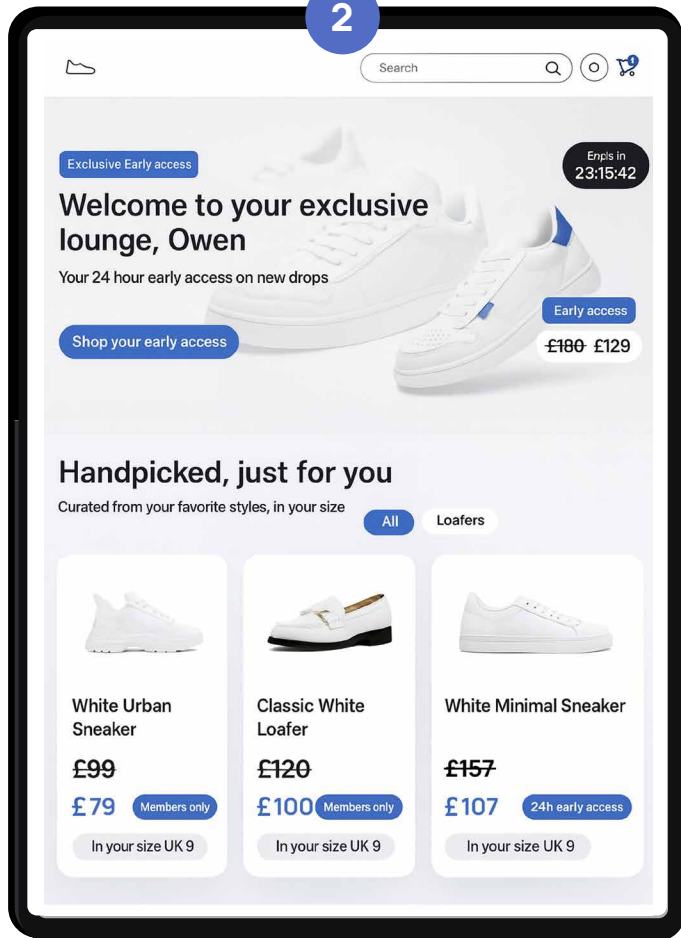 2
Search
1
Exclusive Early access
Ends in
23:15:42
Welcome to your exclusive
lounge, Owen
Your 24 hour early access on new drops
Shop your early access
Early access
£180 £129
Handpicked, just for you
Curated from your favorite styles, in your size
All
Loafers
White Urban
Sneaker
£99
£79 Members only
In your size UK 9
Classic White
Loafer
£120
£100 Members only
In your size UK 9
White Minimal Sneaker
£157
£107 24h early access
In your size UK 9